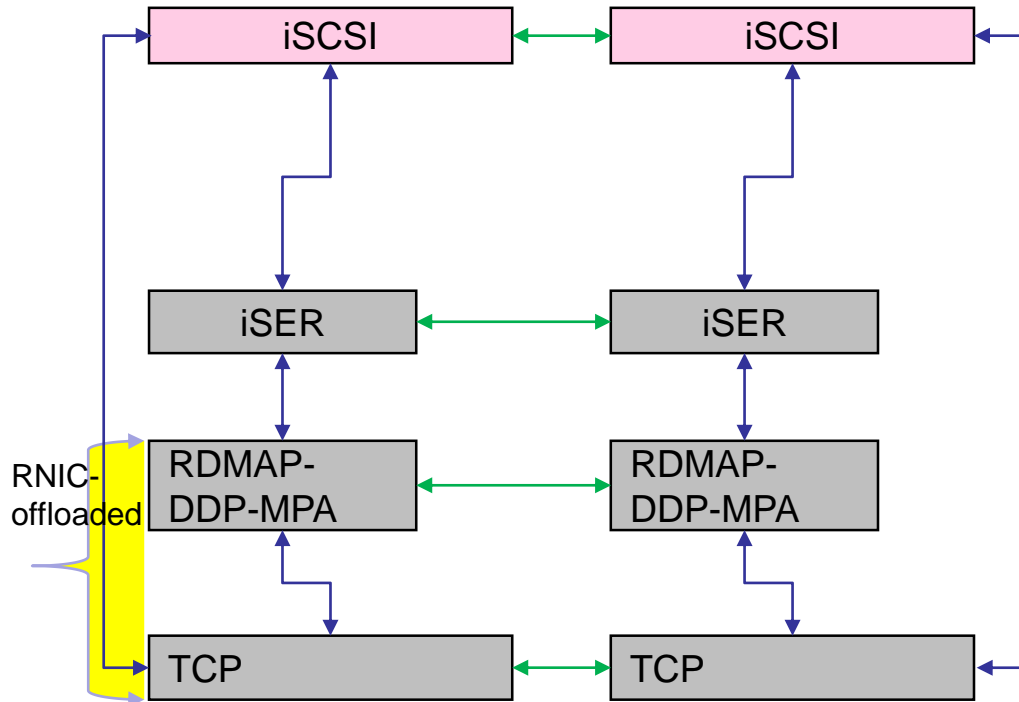 iSCSI
iSCSI
iSER
iSER
RNIC-
offloaded
RDMAP-
DDP-MPA
RDMAP-
DDP-MPA
TCP
TCP